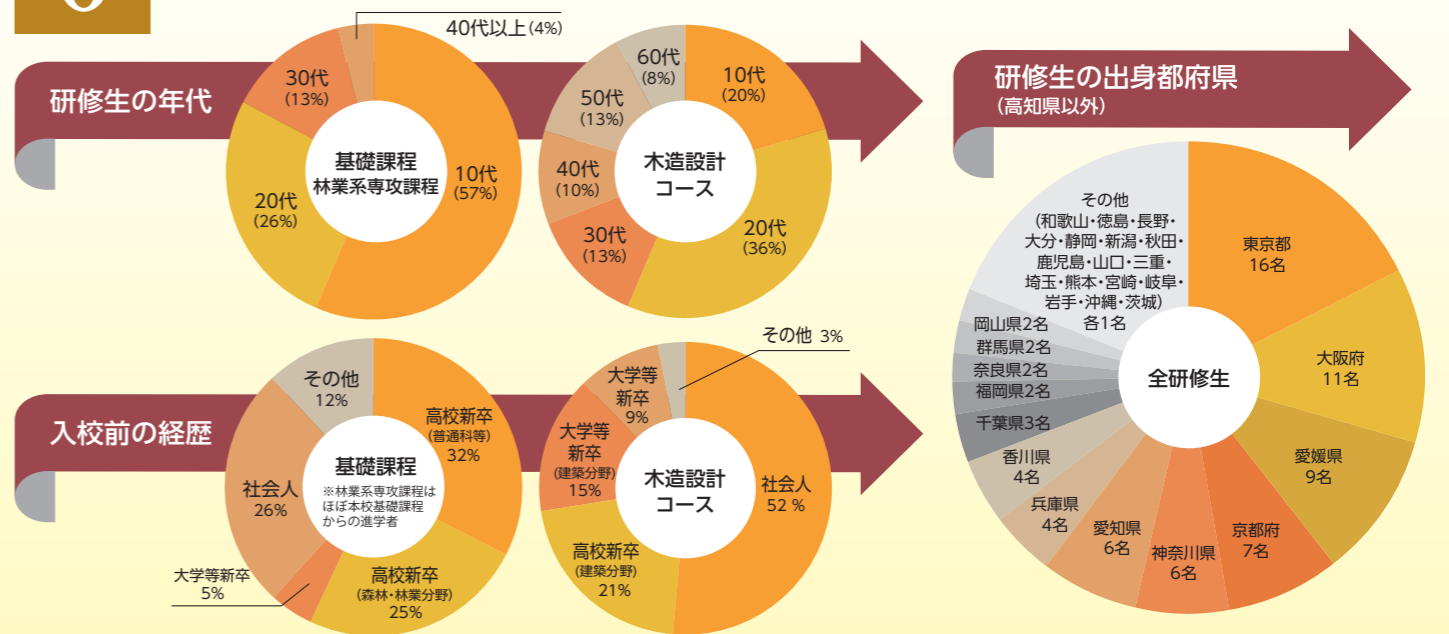 研修生の年代
40代以上(4%)
30代
(13%)
20代
(26%)
10代
(57%)
基礎課程
林業系専攻課程
60代
(8%)
50代
(13%)
40代
(10%)
30代
(13%)
10代
(20%)
20代
(36%)
木造設計
コース
入校前の経歴
その他
12%
社会人
26%
大学等新卒
5%
高校新卒
(普通科等)
32%
高校新卒
(森林・林業分野)
25%
基礎課程
※林業系専攻課程は
ほぼ本校基礎課程
からの進学者
その他 3%
大学等
新卒
9%
大学等
新卒
(建築分野)
15%
高校新卒
(建築分野)
21%
社会人
52 %
木造設計
コース
研修生の出身都府県
(高知県以外)
その他
(和歌山・徳島・長野・
大分・静岡・新潟・秋田・
鹿児島・山口・三重・
埼玉・熊本・宮崎・岐阜・
岩手・沖縄・茨城)
各1名
岡山県2名
群馬県2名
奈良県2名
福岡県2名
千葉県3名
香川県
4名
兵庫県
4名
愛知県
6名
神奈川県
6名
京都府
7名
愛媛県
9名
大阪府
11名
東京都
16名
全研修生